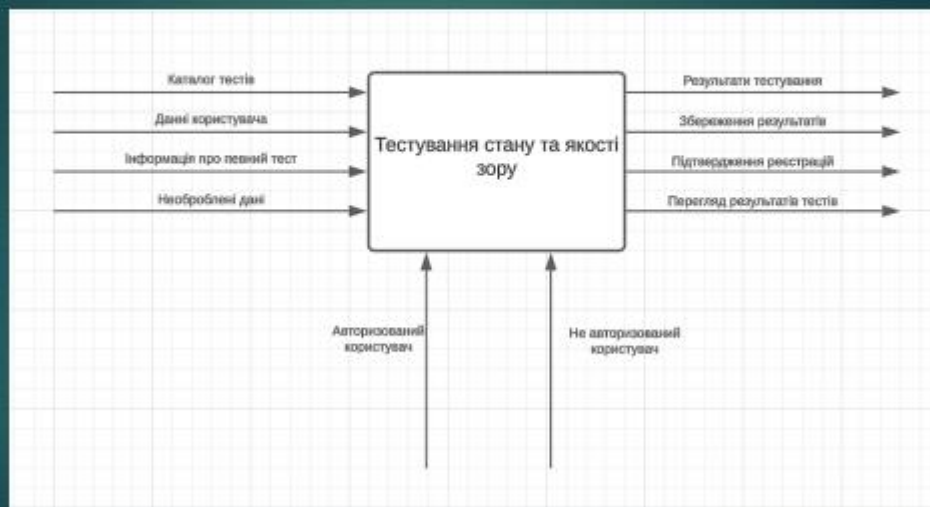 Каталог тестів
Данні користувача
Інформація про певний тест
Необроблені дані
Тестування стану та якості
зору
Результати тестування
Збереження результатів
Підтвердження реєстрацій
Перегляд результатів тестів
Авторизований
користувач
Не авторизований
користувач